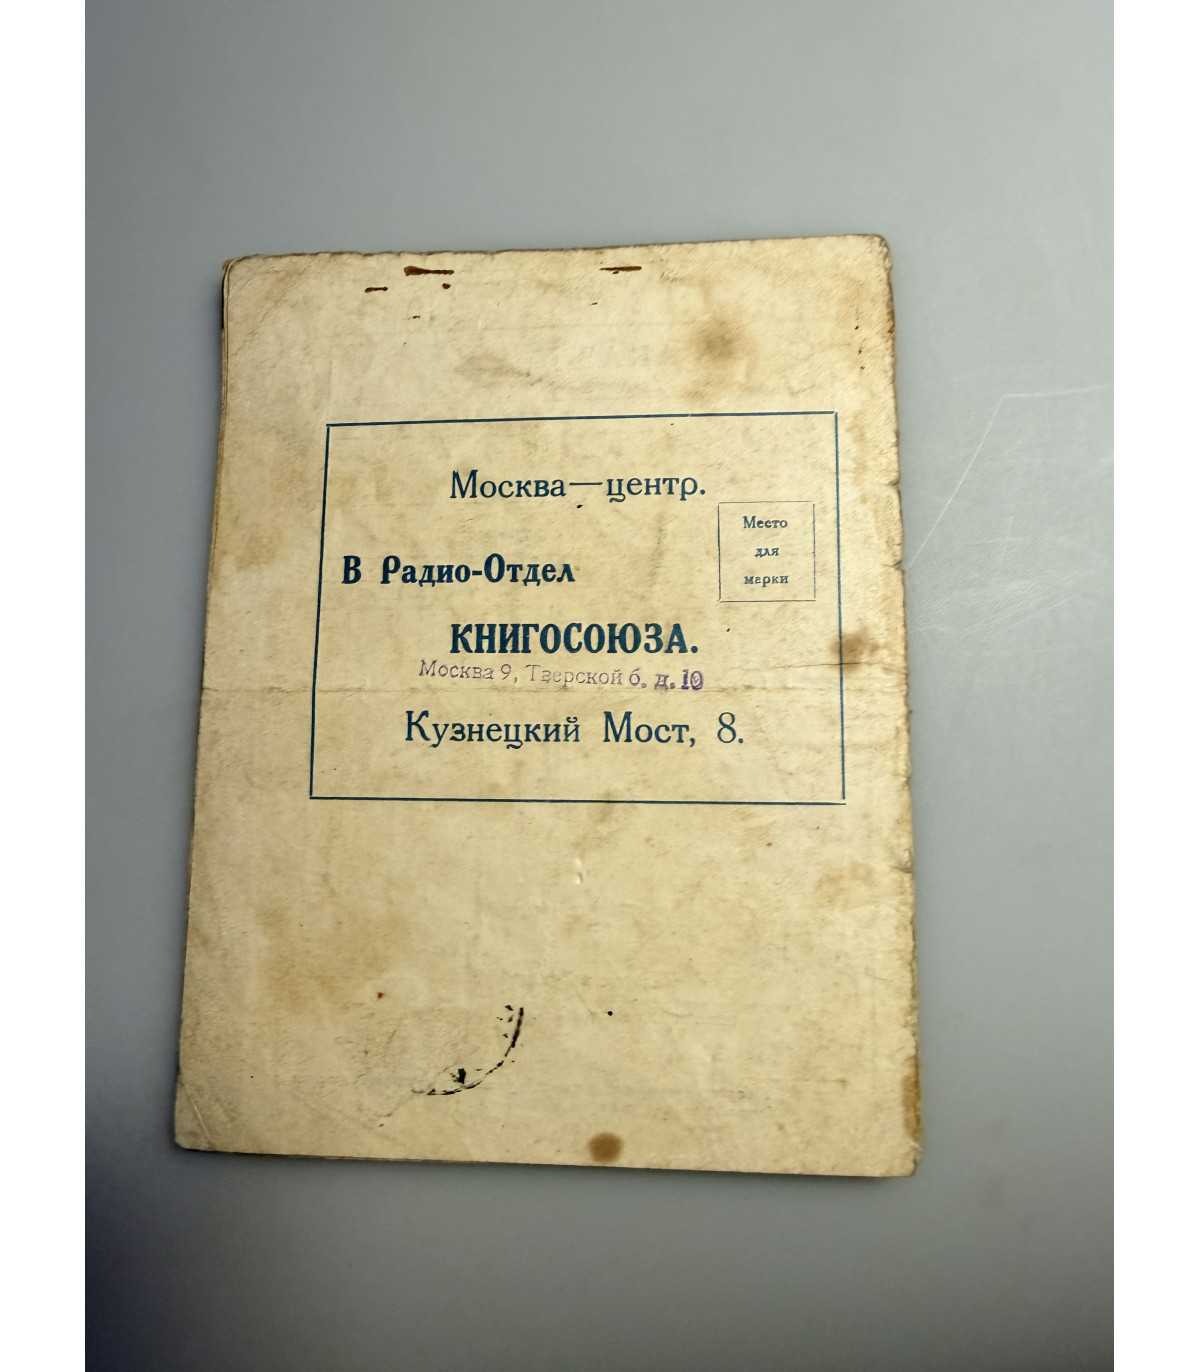 Москва—центр.
Место
для
марки
В Радио-Отдел
КНИГОСОЮЗА.
Москва 9, Тверской б. д. 10
Кузнецкий Мост, 8.